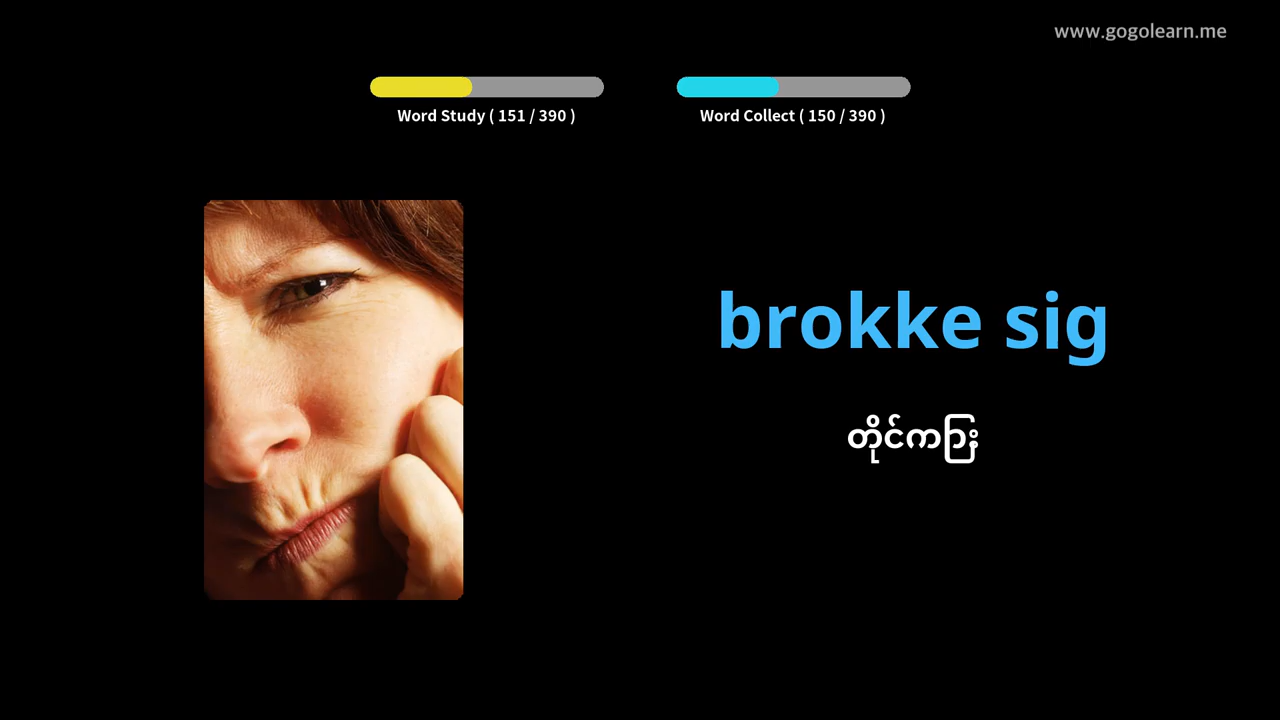 www.gogolearn.me
Word Study ( 151 / 390 )
Word Collect ( 150 / 390 )
brokke sig
တိုင်ကြား